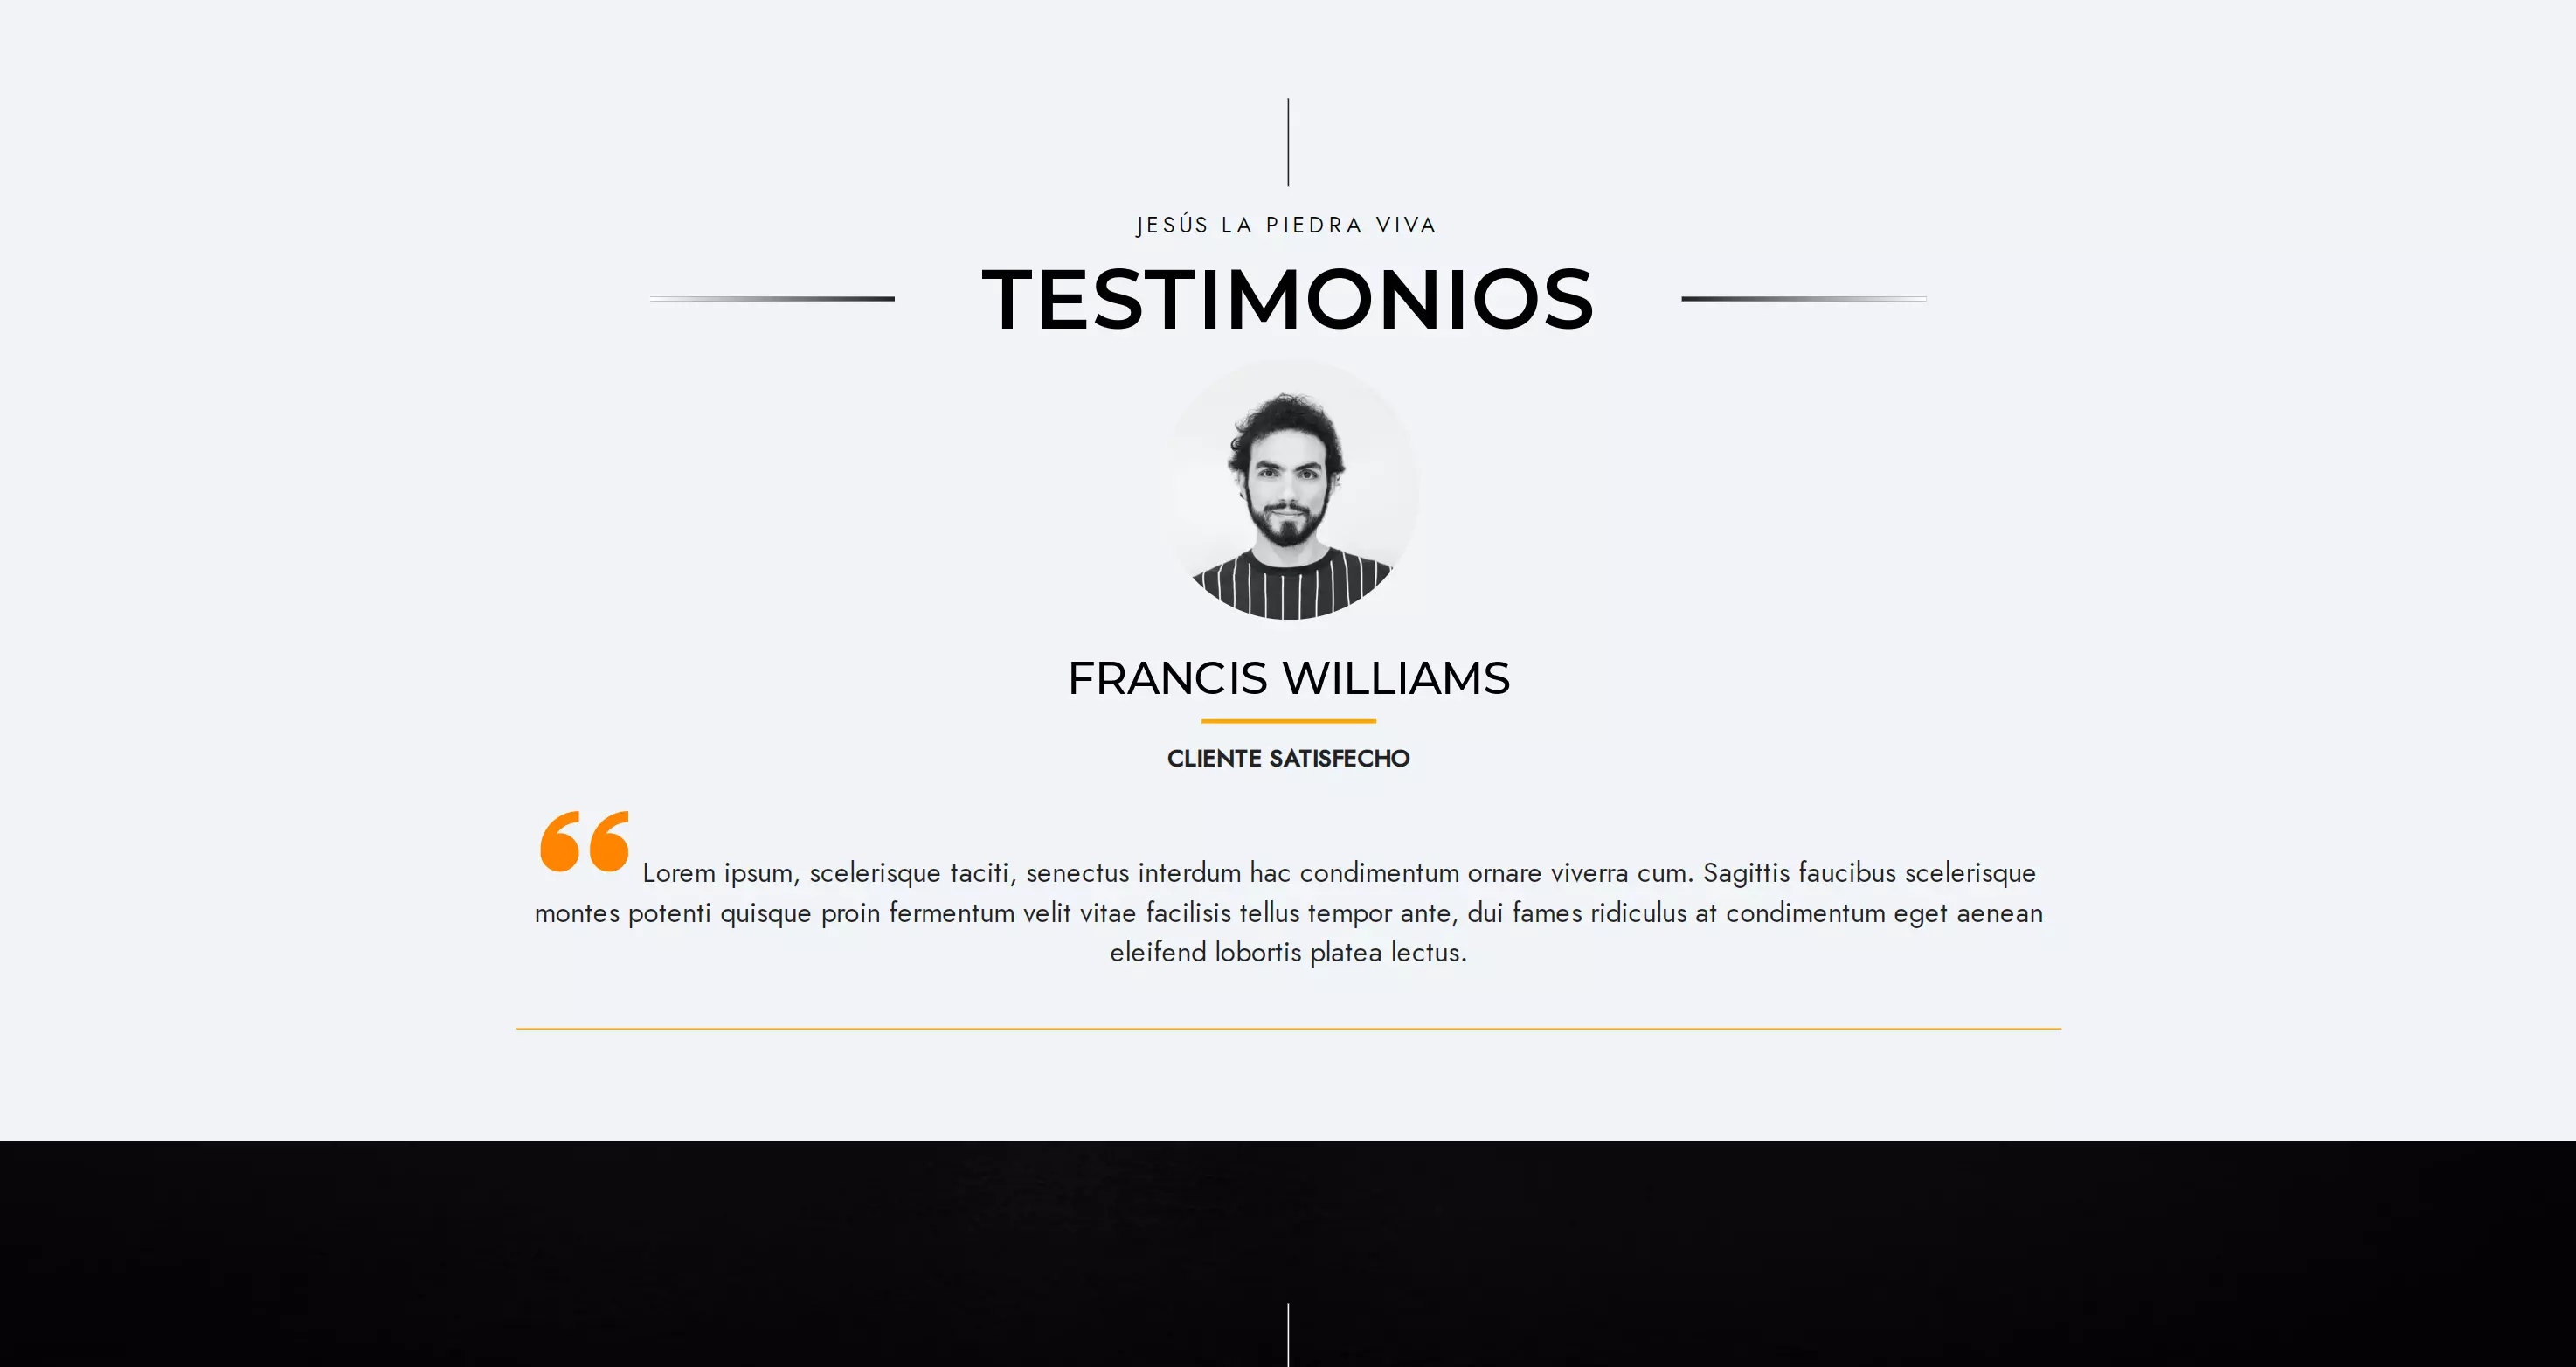 JESÚS LA PIEDRA VIVA
TESTIMONIOS
FRANCIS WILLIAMS
CLIENTE SATISFECHO
“ Lorem ipsum, scelerisque taciti, senectus interdum hac condimentum ornare viverra cum. Sagittis faucibus scelerisque
montes potenti quisque proin fermentum velit vitae facilisis tellus tempor ante, dui fames ridiculus at condimentum eget aenean
eleifend lobortis platea lectus.